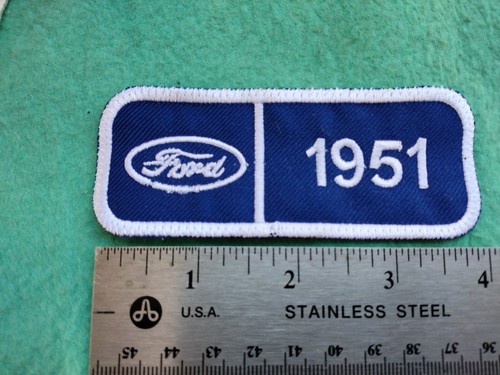 Ford 1951
1 2 3 4
U.S.A. STAINLESS STEEL
45 44 43 42 41 40 39 38 37 36